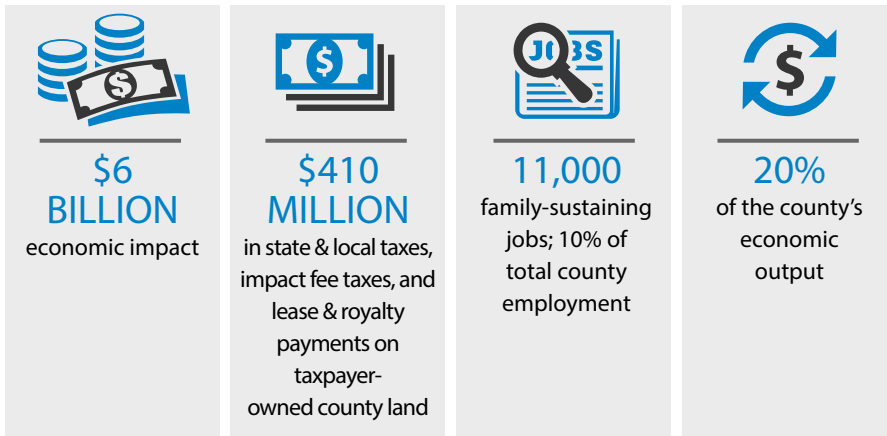 $
$6
BILLION
economic impact
$
$410
MILLION
in state & local taxes,
impact fee taxes, and
lease & royalty
payments on
taxpayer-
owned county land
JOBS
11,000
family-sustaining
jobs; 10% of
total county
employment
$
20%
of the county's
economic
output